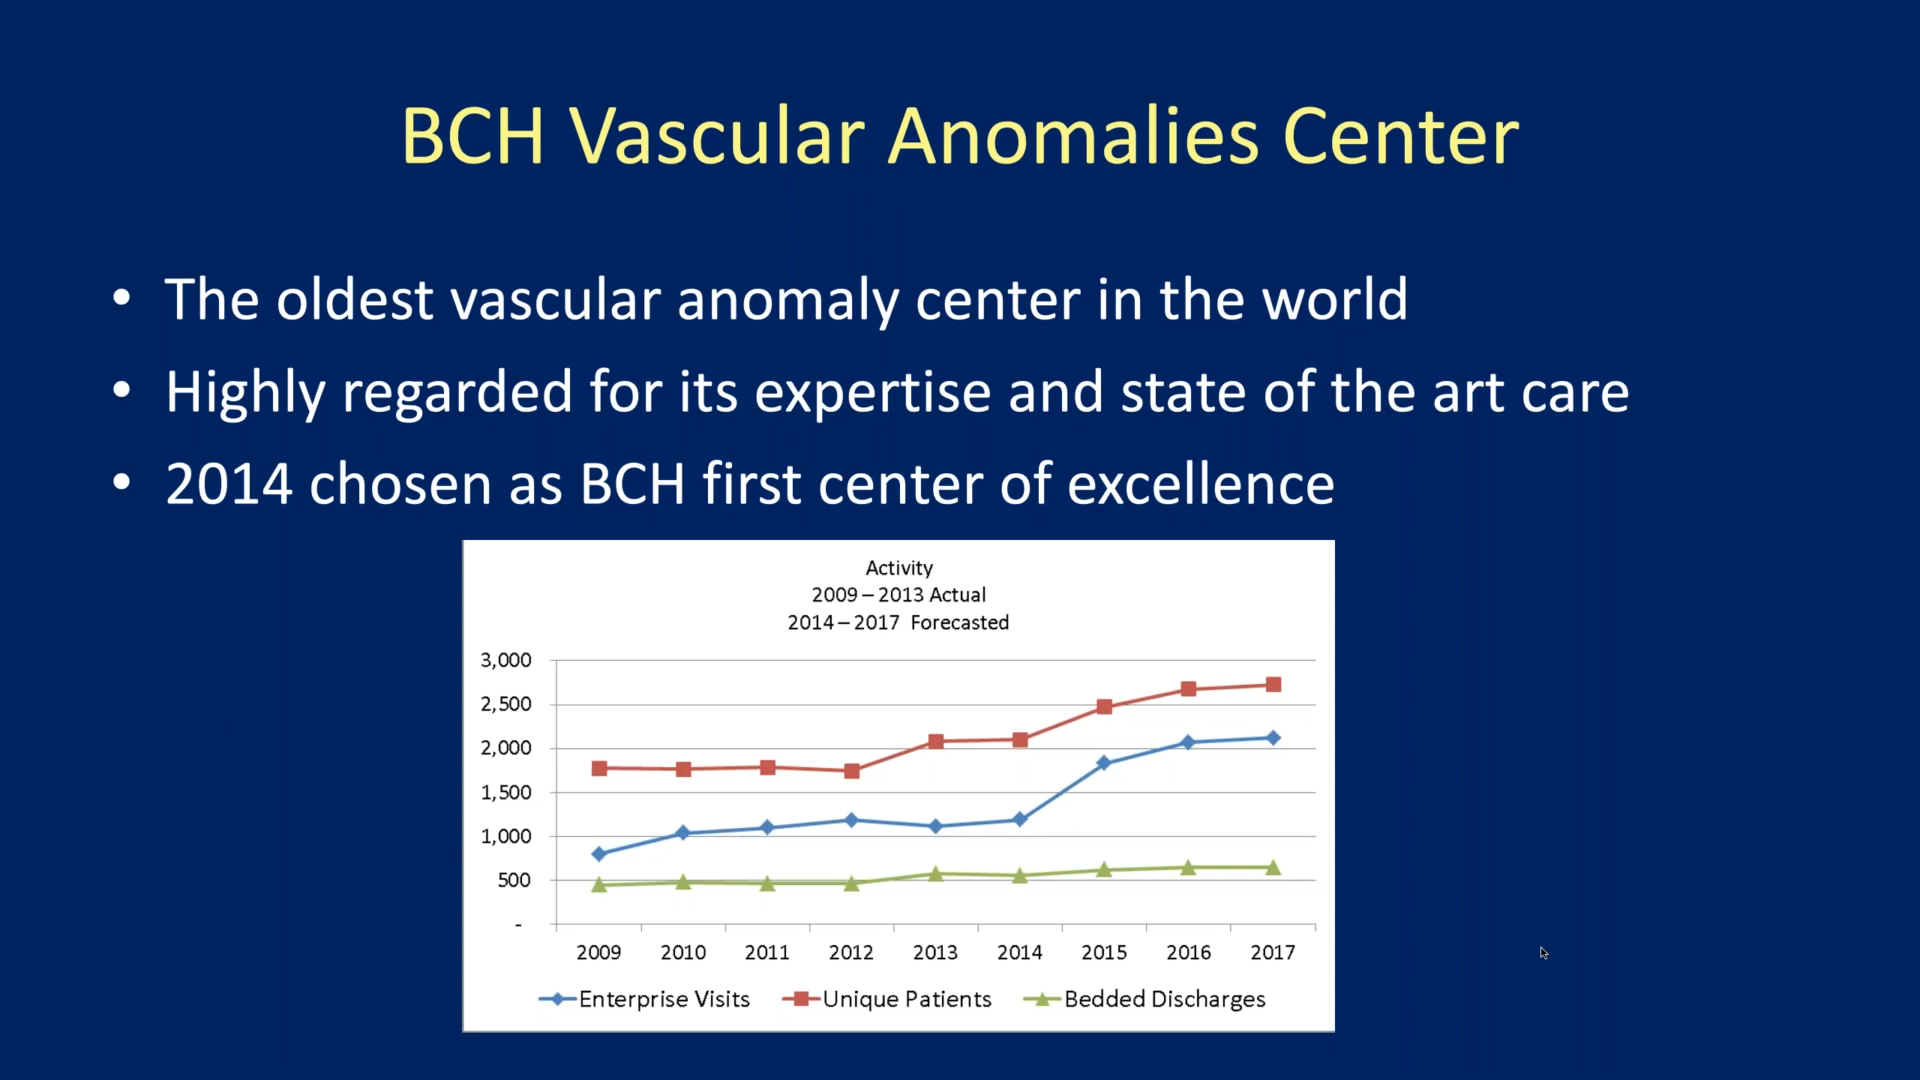 BCH Vascular Anomalies Center
• The oldest vascular anomaly center in the world
• Highly regarded for its expertise and state of the art care
• 2014 chosen as BCH first center of excellence
Activity
2009 – 2013 Actual
2014 – 2017 Forecasted
3,000
2,500
2,000
1,500
1,000
500
-
2009 2010 2011 2012 2013 2014 2015 2016 2017
Enterprise Visits Unique Patients Bedded Discharges